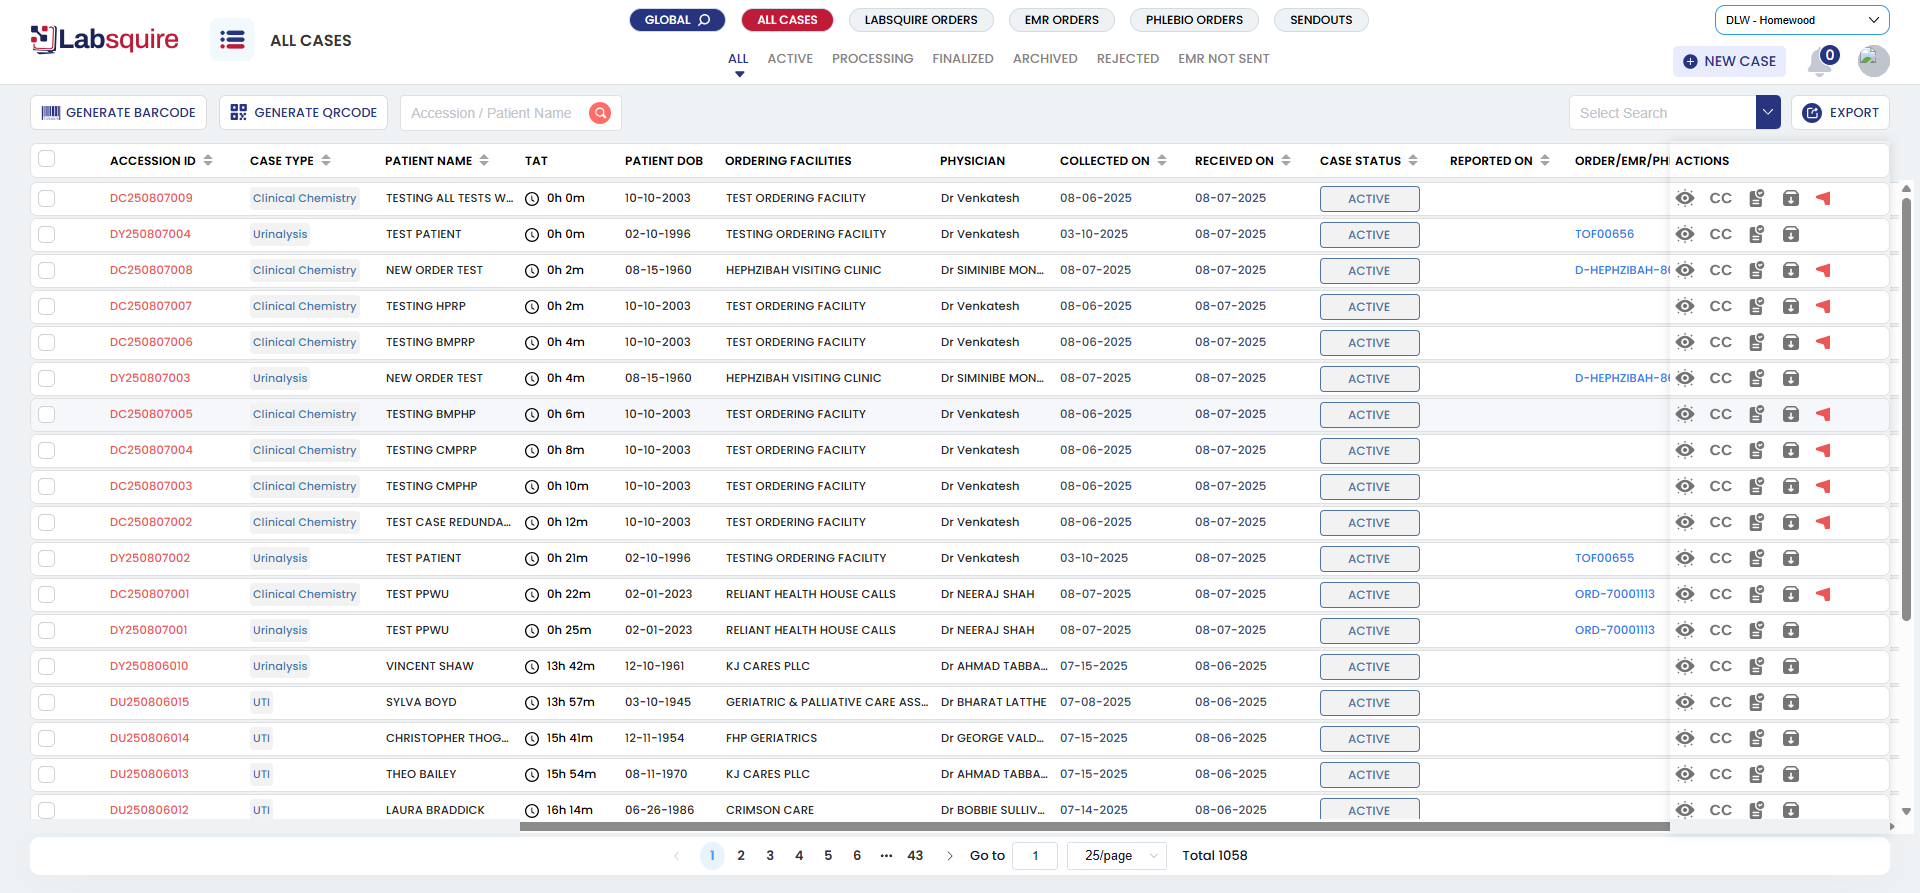 GLOBAL
ALL CASES
LABSQUIRE ORDERS
EMR ORDERS
PHLEBIO ORDERS
SENDOUTS
DLW - Homewood
Labsquire
ALL CASES
ALL ACTIVE PROCESSING FINALIZED ARCHIVED REJECTED EMR NOT SENT
NEW CASE
0
GENERATE BARCODE
GENERATE QRCODE
Accession / Patient Name
Select Search
EXPORT
ACCESSION ID CASE TYPE PATIENT NAME TAT PATIENT DOB ORDERING FACILITIES PHYSICIAN COLLECTED ON RECEIVED ON CASE STATUS REPORTED ON ORDER/EMR/PH ACTIONS
DC250807009 Clinical Chemistry TESTING ALL TESTS W... 0h 0m 10-10-2003 TEST ORDERING FACILITY Dr Venkatesh 08-06-2025 08-07-2025 ACTIVE CC
DY250807004 Urinalysis TEST PATIENT 0h 0m 02-10-1996 TESTING ORDERING FACILITY Dr Venkatesh 03-10-2025 08-07-2025 ACTIVE TOF00656 CC
DC250807008 Clinical Chemistry NEW ORDER TEST 0h 2m 08-15-1960 HEPHZIBAH VISITING CLINIC Dr SIMINIBE MON... 08-07-2025 08-07-2025 ACTIVE D-HEPHZIBAH-8 CC
DC250807007 Clinical Chemistry TESTING HPRP 0h 2m 10-10-2003 TEST ORDERING FACILITY Dr Venkatesh 08-06-2025 08-07-2025 ACTIVE CC
DC250807006 Clinical Chemistry TESTING BMPRP 0h 4m 10-10-2003 TEST ORDERING FACILITY Dr Venkatesh 08-06-2025 08-07-2025 ACTIVE CC
DY250807003 Urinalysis NEW ORDER TEST 0h 4m 08-15-1960 HEPHZIBAH VISITING CLINIC Dr SIMINIBE MON... 08-07-2025 08-07-2025 ACTIVE D-HEPHZIBAH-8 CC
DC250807005 Clinical Chemistry TESTING BMPHP 0h 6m 10-10-2003 TEST ORDERING FACILITY Dr Venkatesh 08-06-2025 08-07-2025 ACTIVE CC
DC250807004 Clinical Chemistry TESTING CMPRP 0h 8m 10-10-2003 TEST ORDERING FACILITY Dr Venkatesh 08-06-2025 08-07-2025 ACTIVE CC
DC250807003 Clinical Chemistry TESTING CMPHP 0h 10m 10-10-2003 TEST ORDERING FACILITY Dr Venkatesh 08-06-2025 08-07-2025 ACTIVE CC
DC250807002 Clinical Chemistry TEST CASE REDUNDA... 0h 12m 10-10-2003 TEST ORDERING FACILITY Dr Venkatesh 08-06-2025 08-07-2025 ACTIVE CC
DY250807002 Urinalysis TEST PATIENT 0h 21m 02-10-1996 TESTING ORDERING FACILITY Dr Venkatesh 03-10-2025 08-07-2025 ACTIVE TOF00655 CC
DC250807001 Clinical Chemistry TEST PPWU 0h 22m 02-01-2023 RELIANT HEALTH HOUSE CALLS Dr NEERAJ SHAH 08-07-2025 08-07-2025 ACTIVE ORD-70001113 CC
DY250807001 Urinalysis TEST PPWU 0h 25m 02-01-2023 RELIANT HEALTH HOUSE CALLS Dr NEERAJ SHAH 08-07-2025 08-07-2025 ACTIVE ORD-70001113 CC
DY250806010 Urinalysis VINCENT SHAW 13h 42m 12-10-1961 KJ CARES PLLC Dr AHMAD TABBA... 07-15-2025 08-06-2025 ACTIVE CC
DU250806015 UTI SYLVA BOYD 13h 57m 03-10-1945 GERIATRIC & PALLIATIVE CARE ASS... Dr BHARAT LATTHE 07-08-2025 08-06-2025 ACTIVE CC
DU250806014 UTI CHRISTOPHER THOG... 15h 41m 12-11-1954 FHP GERIATRICS Dr GEORGE VALD... 07-15-2025 08-06-2025 ACTIVE CC
DU250806013 UTI THEO BAILEY 15h 54m 08-11-1970 KJ CARES PLLC Dr AHMAD TABBA... 07-15-2025 08-06-2025 ACTIVE CC
DU250806012 UTI LAURA BRADDICK 16h 14m 06-26-1986 CRIMSON CARE Dr BOBBIE SULLIV... 07-14-2025 08-06-2025 ACTIVE CC
1 2 3 4 5 6 ••• 43 Go to 1 25/page Total 1058